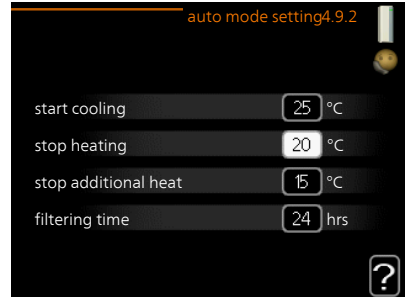 auto mode setting4.9.2
start cooling 25 °C
stop heating 20 °C
stop additional heat 15 °C
filtering time 24 hrs
?